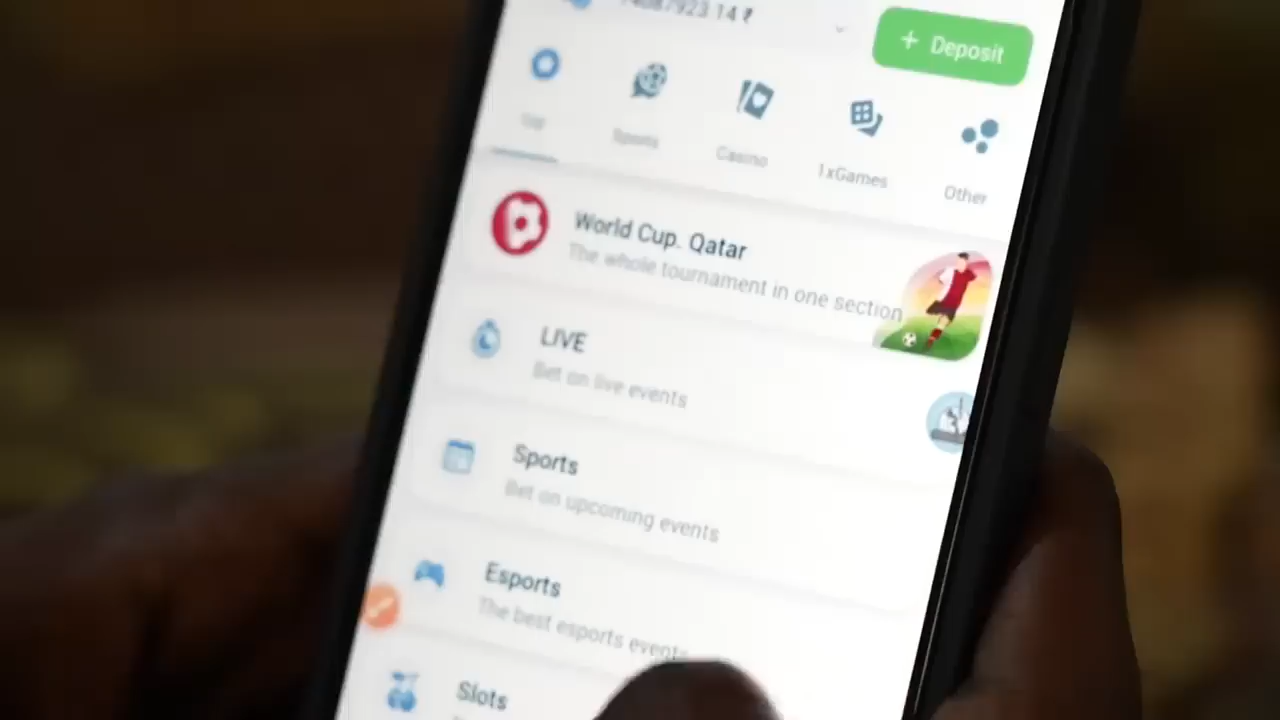 + Deposit
Top
Sports
Casino
1xGames
Other
World Cup. Qatar
The whole tournament in one section
LIVE
Bet on live events
Sports
Bet on upcoming events
Esports
The best esports events
Slots